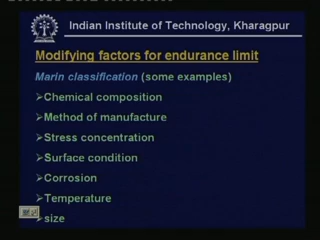 Indian Institute of Technology, Kharagpur
Modifying factors for endurance limit
Marin classification (some examples)
➢Chemical composition
➢Method of manufacture
➢Stress concentration
➢Surface condition
➢Corrosion
➢Temperature
➢size